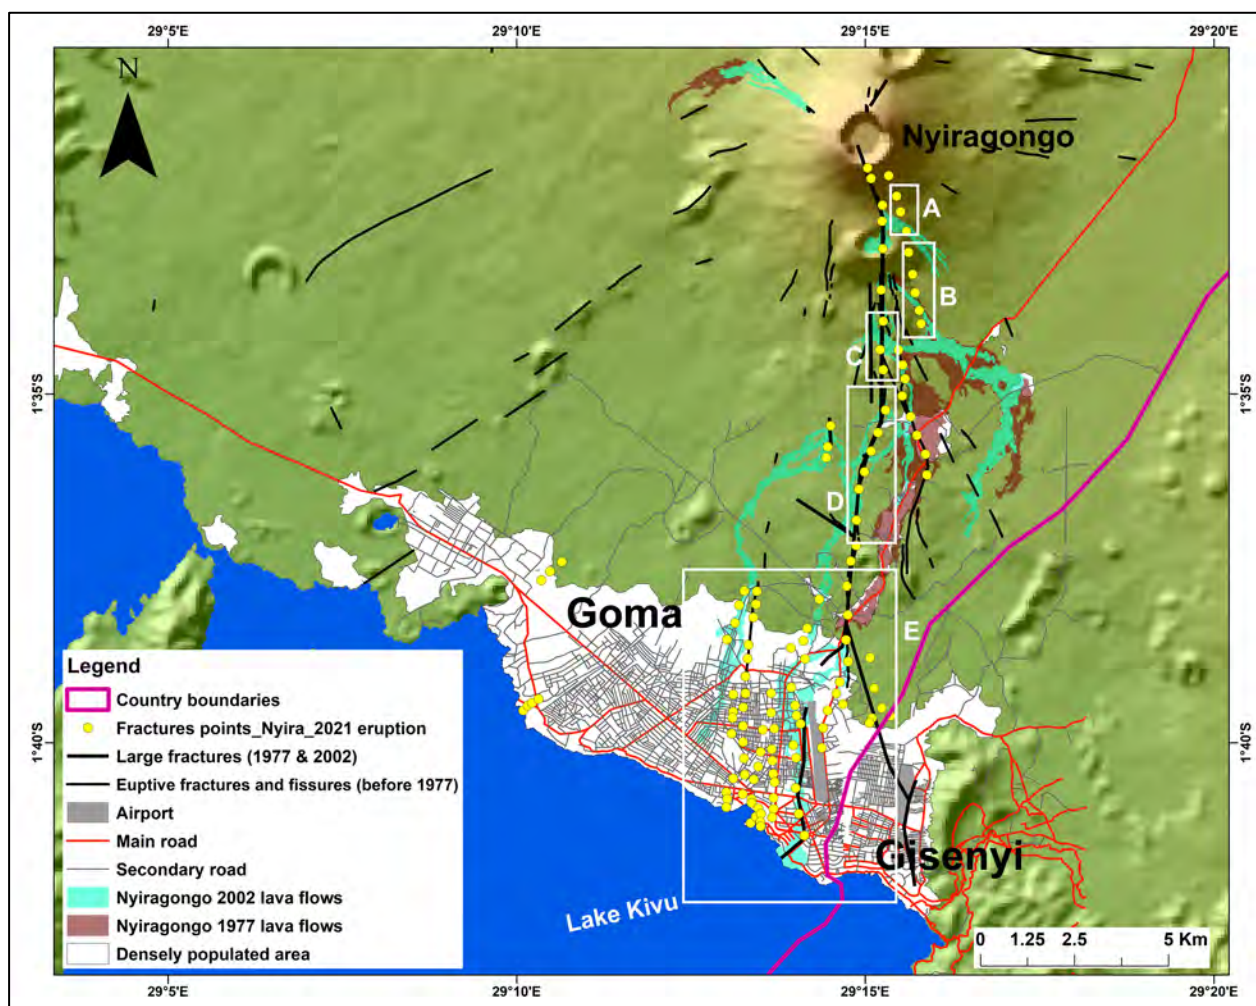 29°5'E 29°10'E 29°15'E 29°20'E
N
Nyiragongo
A
B
C
1°35'S 1°35'S
D
Goma
E
Legend
Country boundaries
Fractures points_Nyira_2021 eruption
Large fractures (1977 & 2002)
Euptive fractures and fissures (before 1977)
Airport
Main road
Secondary road
Nyiragongo 2002 lava flows
Nyiragongo 1977 lava flows
Densely populated area
1°40'S 1°40'S
Gisenyi
Lake Kivu
0 1.25 2.5 5 Km
29°5'E 29°10'E 29°15'E 29°20'E